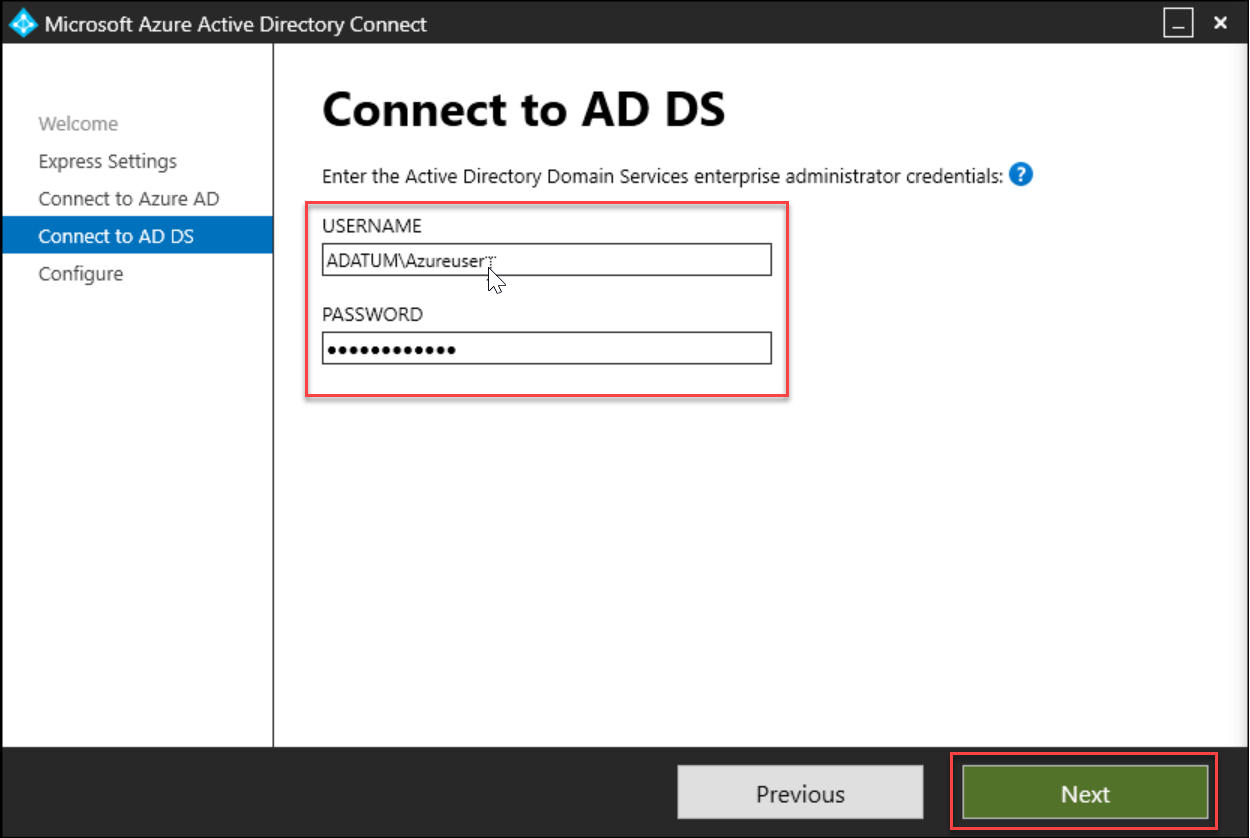 Microsoft Azure Active Directory Connect
Welcome
Express Settings
Connect to Azure AD
Connect to AD DS
Configure
Connect to AD DS
Enter the Active Directory Domain Services enterprise administrator credentials: ?
USERNAME
ADATUM\Azureuser
PASSWORD
●●●●●●●●●●●●
Previous
Next